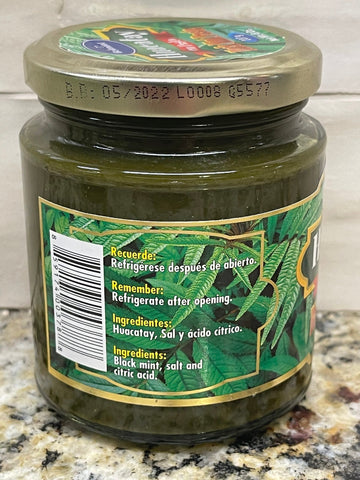 B.B: 05/2022 L0008 Q5577
Recuerde:
Refrigerese después de abierto.
Remember:
Refrigerate after opening.
Ingredientes:
Huacatay, Sal y ácido cítrico.
Ingredients:
Black mint, salt and
citric acid.